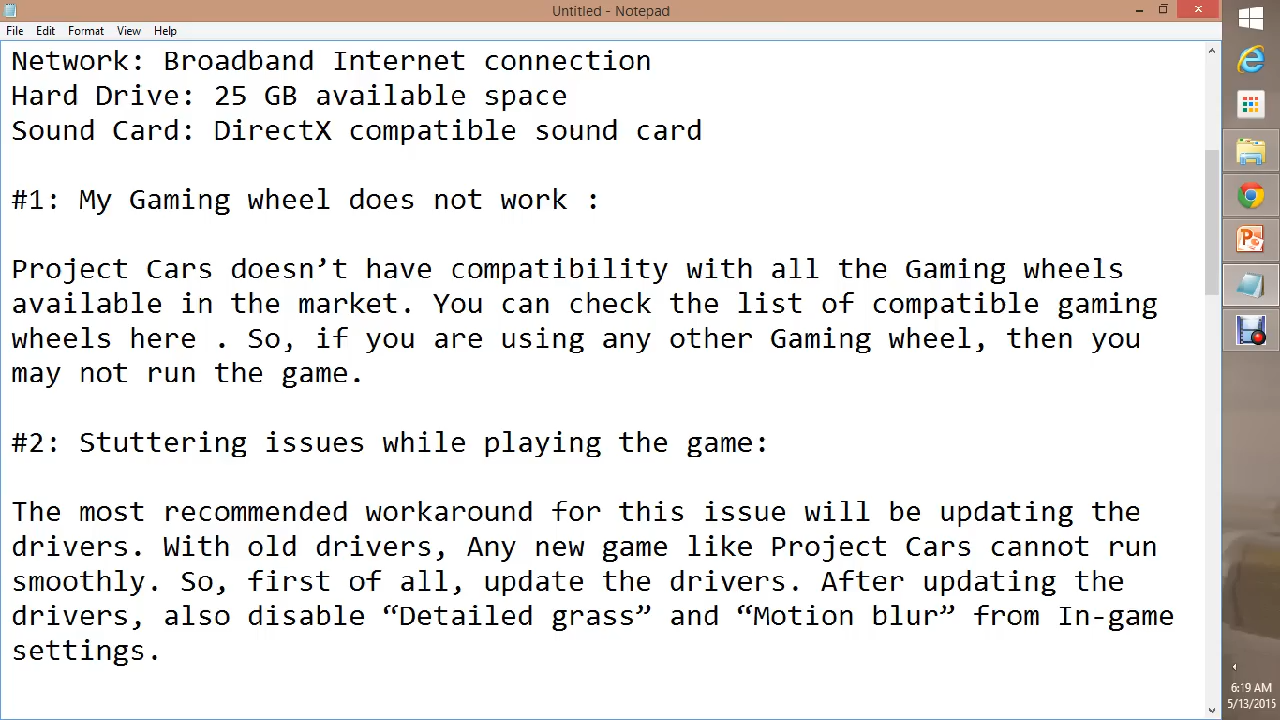 Untitled - Notepad
File Edit Format View Help
Network: Broadband Internet connection
Hard Drive: 25 GB available space
Sound Card: DirectX compatible sound card
#1: My Gaming wheel does not work :
Project Cars doesn’t have compatibility with all the Gaming wheels
available in the market. You can check the list of compatible gaming
wheels here . So, if you are using any other Gaming wheel, then you
may not run the game.
#2: Stuttering issues while playing the game:
The most recommended workaround for this issue will be updating the
drivers. With old drivers, Any new game like Project Cars cannot run
smoothly. So, first of all, update the drivers. After updating the
drivers, also disable “Detailed grass” and “Motion blur” from In-game
settings.
6:19 AM
5/13/2015